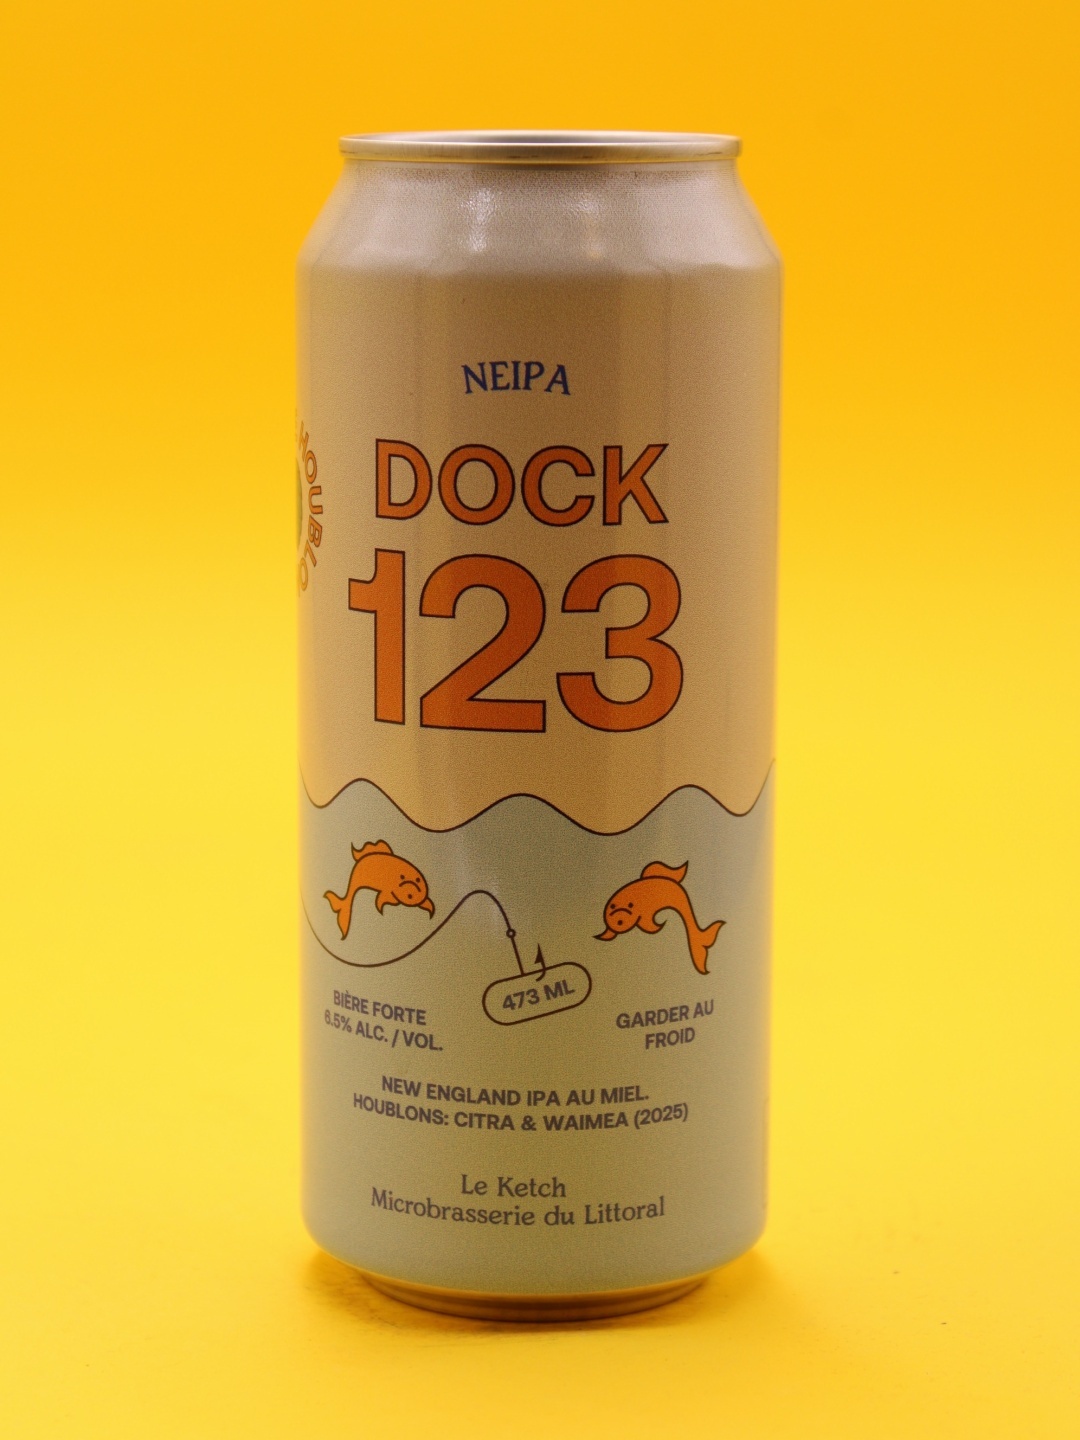 NEIPA
DOCK
123
473 ML
BIÈRE FORTE
6.5% ALC. / VOL.
GARDER AU
FROID
NEW ENGLAND IPA AU MIEL.
HOUBLONS: CITRA & WAIMEA (2025)
Le Ketch
Microbrasserie du Littoral